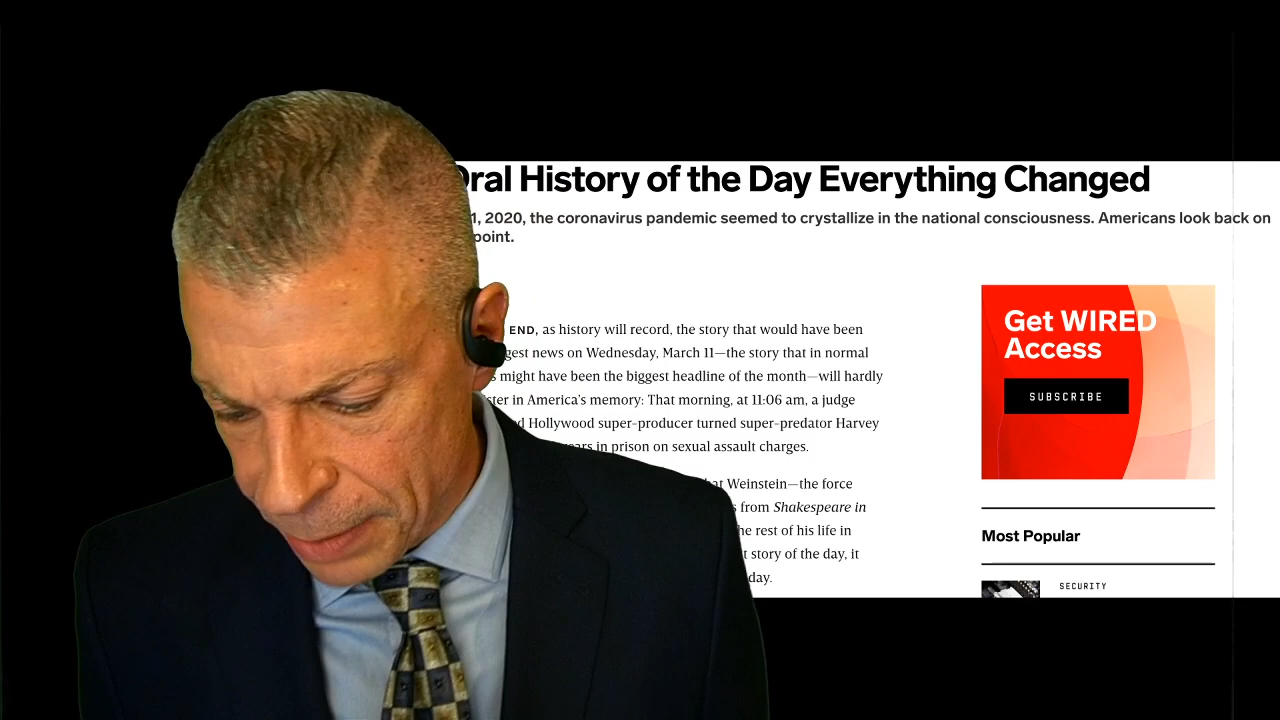 Oral History of the Day Everything Changed
1, 2020, the coronavirus pandemic seemed to crystallize in the national consciousness. Americans look back on
point.
END, as history will record, the story that would have been
news on Wednesday, March 11—the story that in normal
might have been the biggest headline of the month—will hardly
in America's memory: That morning, at 11:06 am, a judge
Hollywood super-producer turned super-predator Harvey
in prison on sexual assault charges.
Weinstein—the force
from Shakespeare in
the rest of his life in
story of the day, it
day.
Get WIRED
Access
SUBSCRIBE
Most Popular
SECURITY